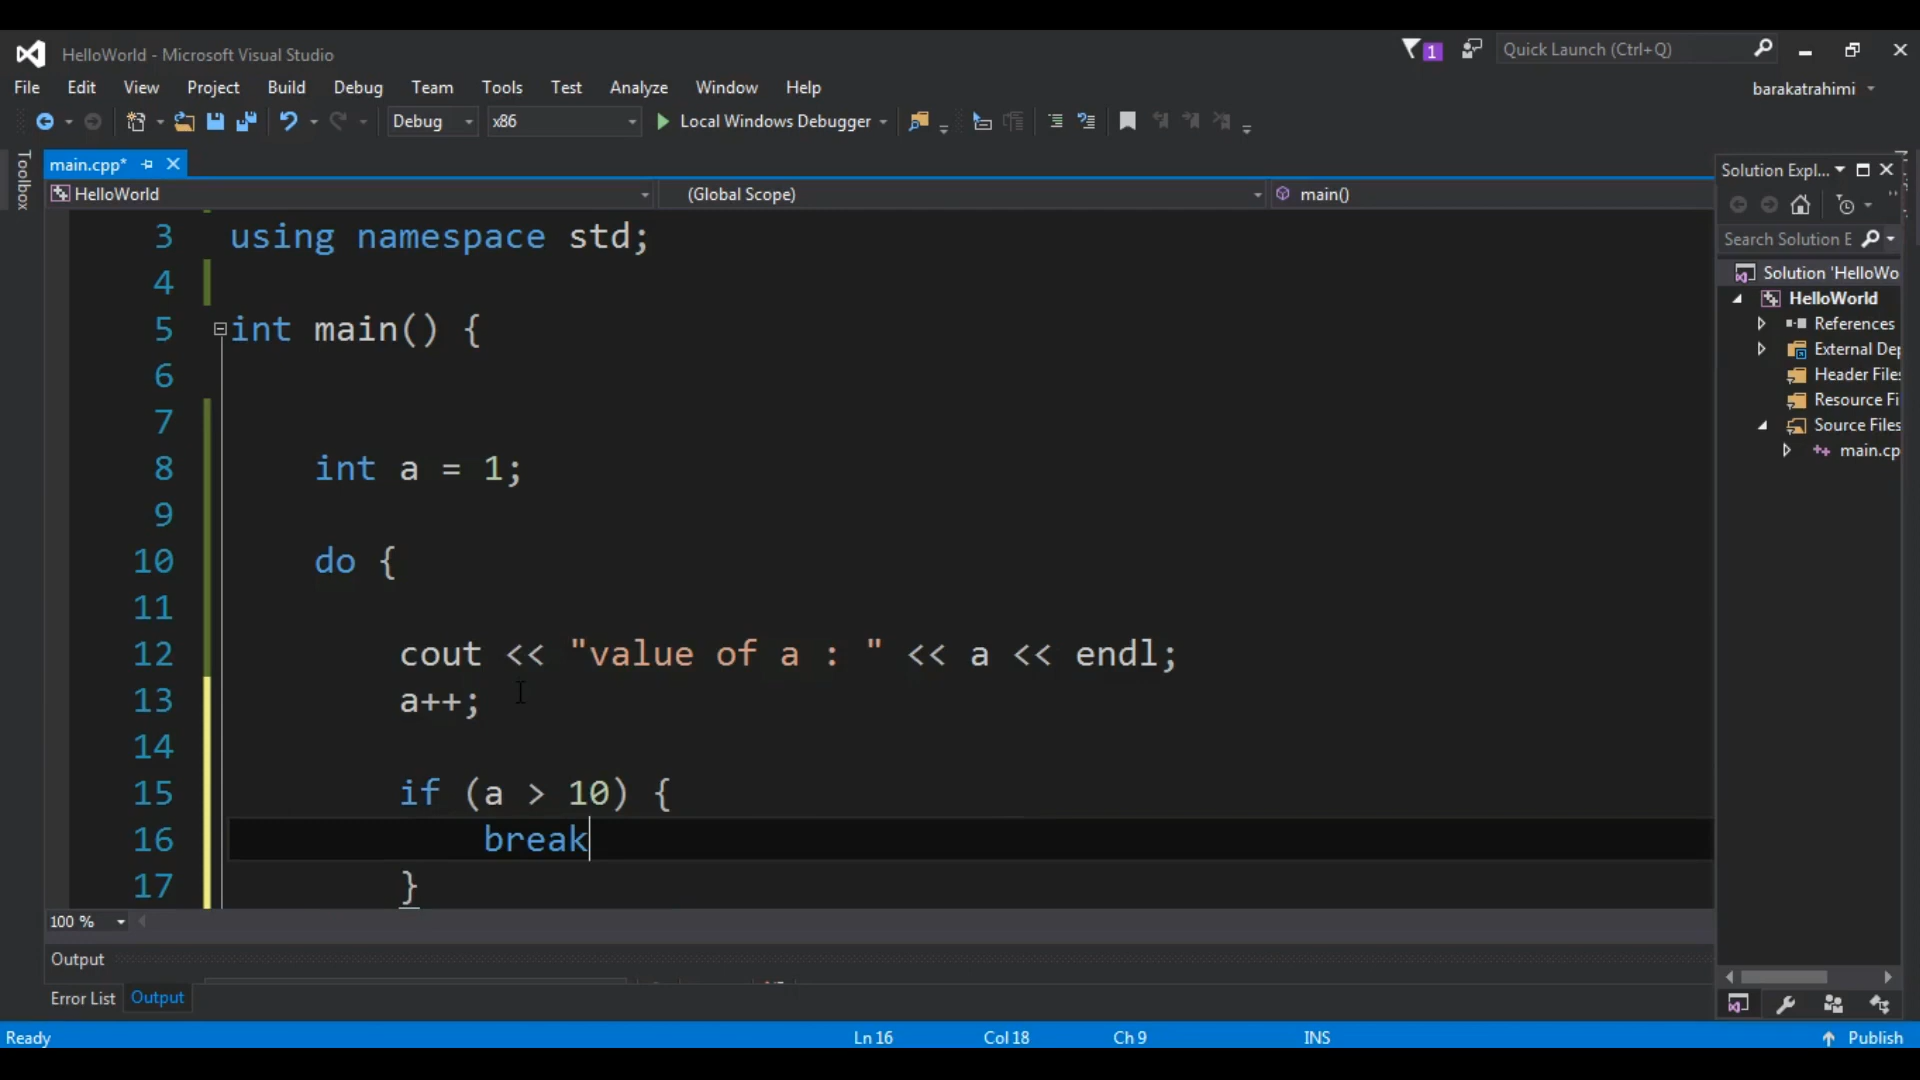 HelloWorld - Microsoft Visual Studio
1
Quick Launch (Ctrl+Q)
File Edit View Project Build Debug Team Tools Test Analyze Window Help
barakatrahimi
Debug x86 Local Windows Debugger
Toolbox
main.cpp*
HelloWorld (Global Scope) main()
3 using namespace std;
4
5 int main() {
6
7
8 int a = 1;
9
10 do {
11
12 cout << "value of a : " << a << endl;
13 a++;
14
15 if (a > 10) {
16 break
17 }
100 %
Output
Error List Output
Solution Expl...
Search Solution E
Solution 'HelloWo
HelloWorld
References
External Dep
Header Files
Resource Fi
Source Files
main.cp
Ready Ln 16 Col 18 Ch 9 INS Publish